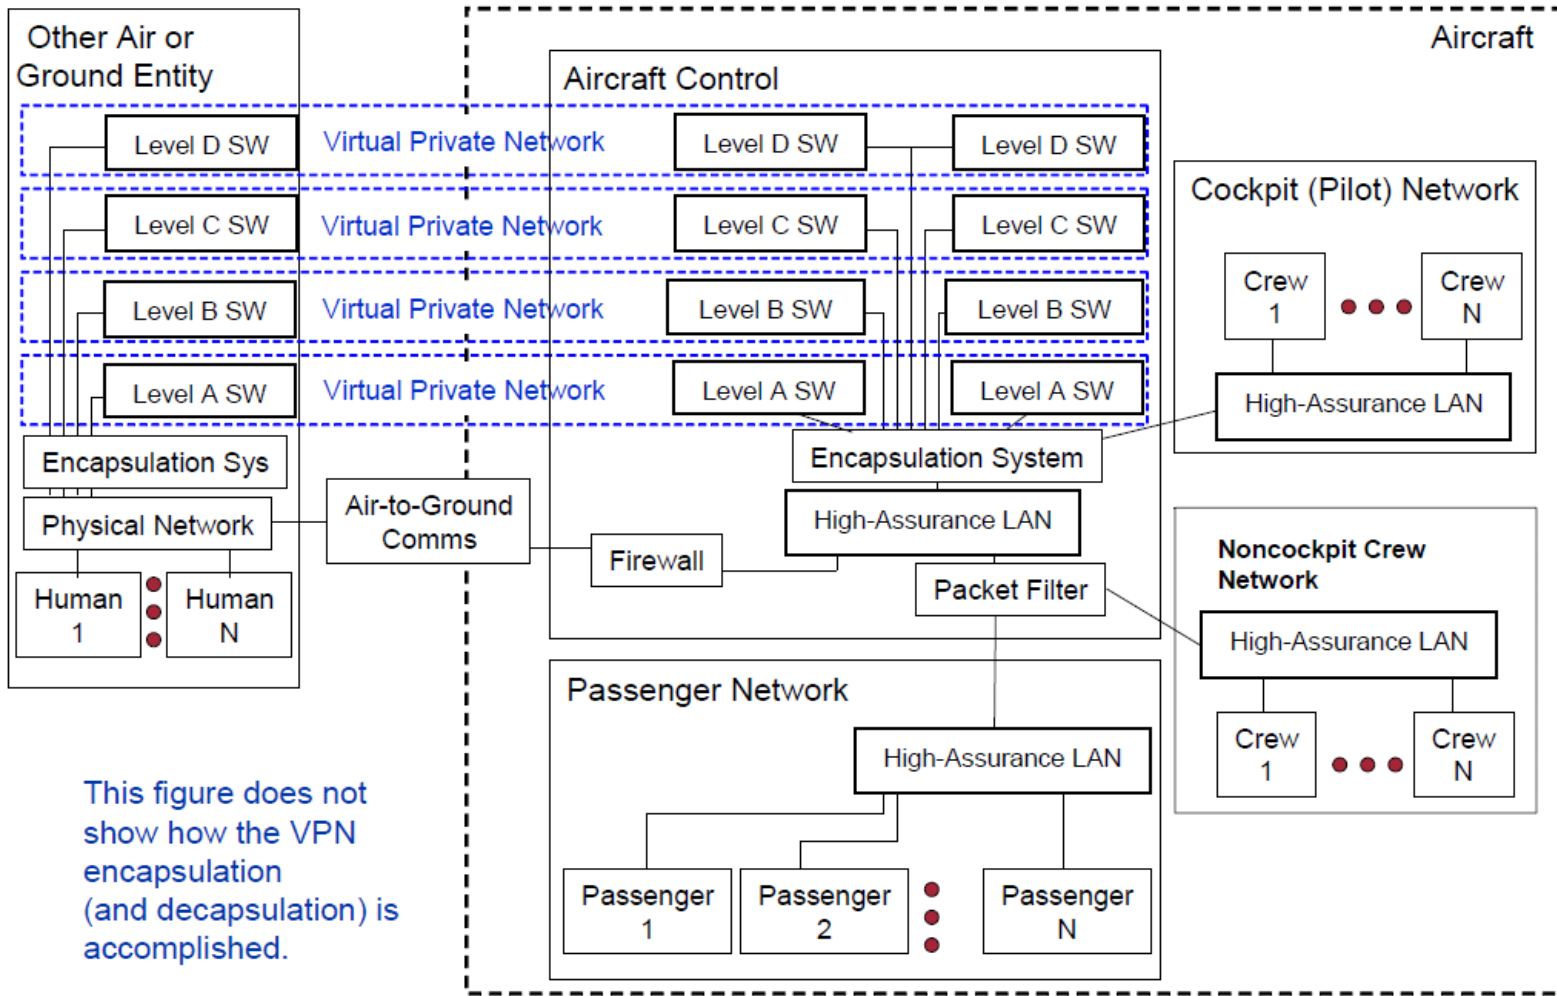 Other Air or
Ground Entity
Aircraft
Aircraft Control
Level D SW
Virtual Private Network
Level D SW
Level D SW
Level C SW
Virtual Private Network
Level C SW
Level C SW
Level B SW
Virtual Private Network
Level B SW
Level B SW
Level A SW
Virtual Private Network
Level A SW
Level A SW
Encapsulation Sys
Physical Network
Human
1
Human
N
Air-to-Ground
Comms
Firewall
Encapsulation System
High-Assurance LAN
Packet Filter
Cockpit (Pilot) Network
Crew
1
Crew
N
High-Assurance LAN
Noncockpit Crew
Network
High-Assurance LAN
Crew
1
Crew
N
Passenger Network
High-Assurance LAN
Passenger
1
Passenger
2
Passenger
N
This figure does not
show how the VPN
encapsulation
(and decapsulation) is
accomplished.